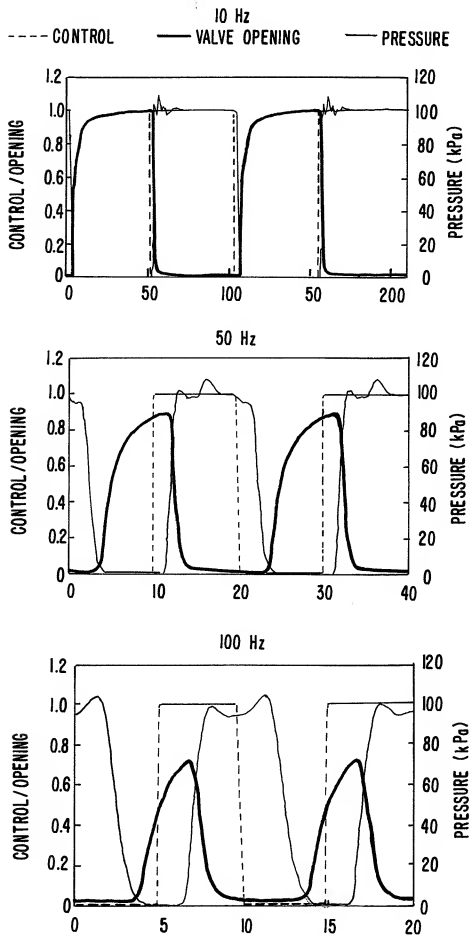 10 Hz
CONTROL VALVE OPENING PRESSURE
1.2 120
1.0 100
0.8 80
0.6 60
0.4 40
0.2 20
0 0
CONTROL/OPENING
PRESSURE (kPa)
0 50 100 50 200
50 Hz
1.2 120
1.0 100
0.8 80
0.6 60
0.4 40
0.2 20
0 0
CONTROL/OPENING
PRESSURE (kPa)
0 10 20 30 40
100 Hz
1.2 120
1.0 100
0.8 80
0.6 60
0.4 40
0.2 20
0 0
CONTROL/OPENING
PRESSURE (kPa)
0 5 10 15 20